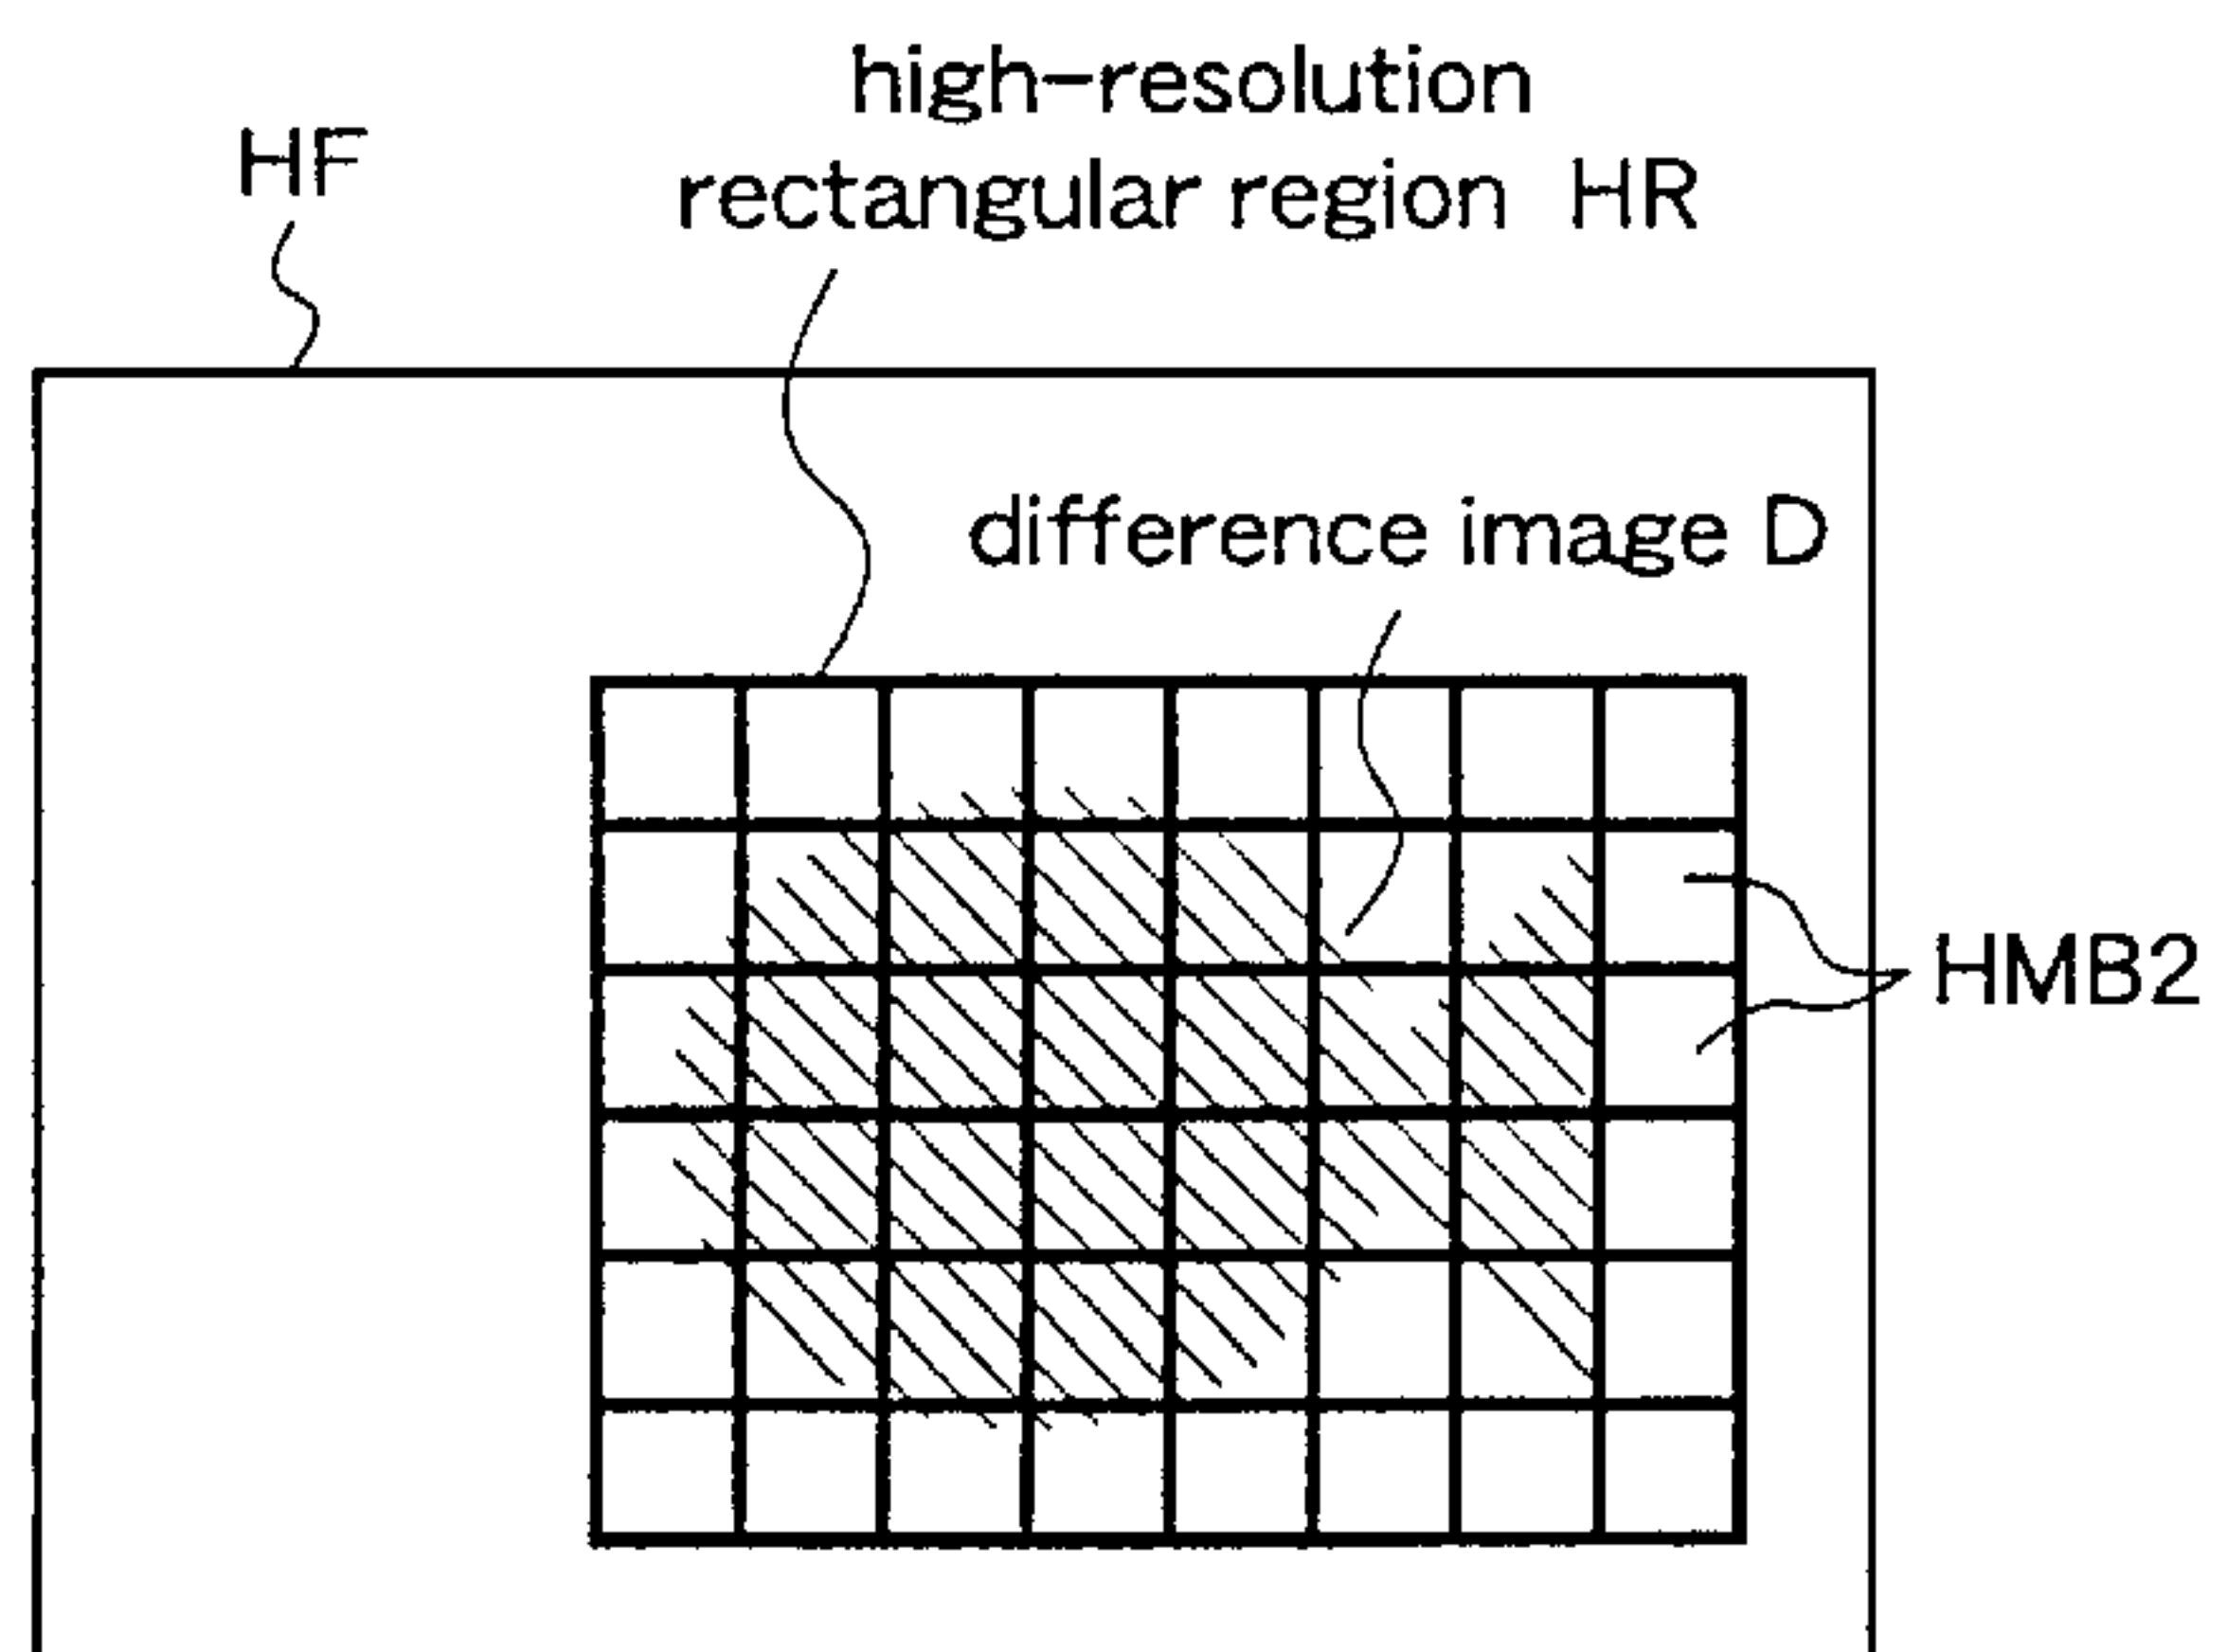 high-resolution
HF
rectangular region HR
difference image D
HMB2